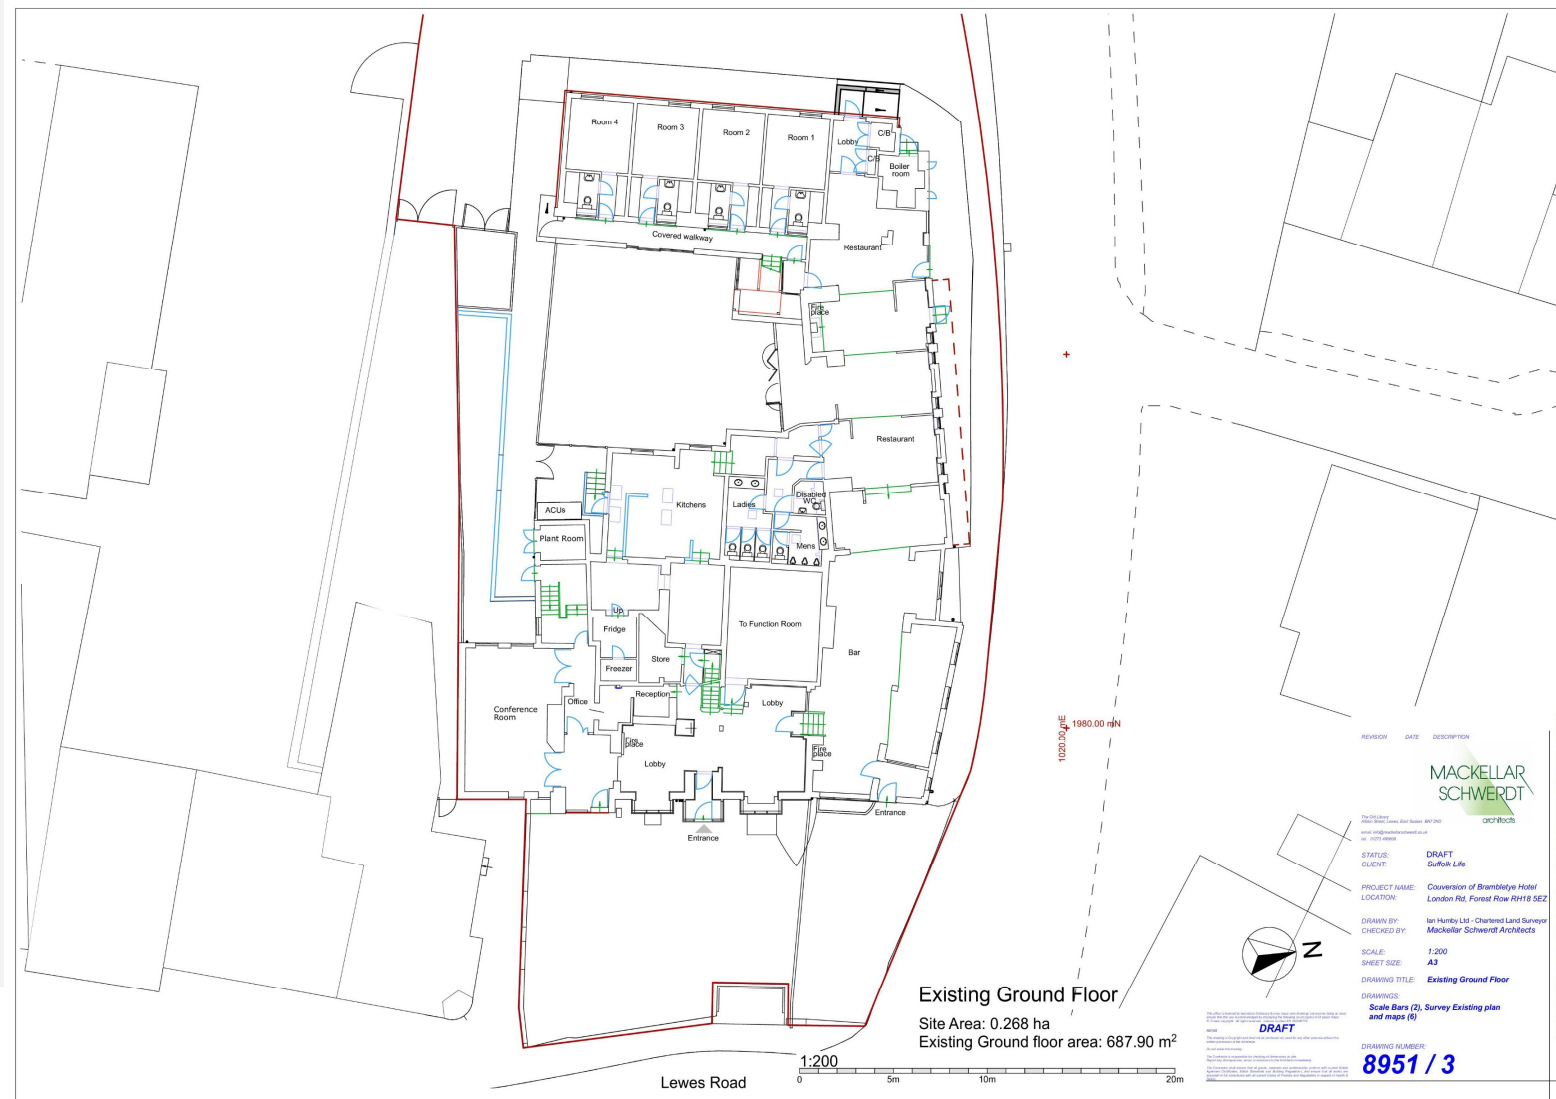 Room 4
Room 3
Room 2
Room 1
Lobby
C/B
C/B
Boiler
room
Covered walkway
Restaurant
Fire
place
Restaurant
Kitchens
Ladies
Disabled
WC
Mens
ACUs
Plant Room
Up
Fridge
Freezer
Store
To Function Room
Bar
Conference
Room
Office
Reception
Lobby
Fire
place
Lobby
Fire
place
Entrance
Entrance
1980.00 mN
1020.00 mE
N
Existing Ground Floor
Site Area: 0.268 ha
Existing Ground floor area: 687.90 m²
1:200
0 5m 10m 20m
Lewes Road
REVISION DATE DESCRIPTION
MACKELLAR
SCHWERDT
architects
The Old Library
STATUS: DRAFT
CLIENT: Suffolk Life
PROJECT NAME: Couversion of Brambletye Hotel
LOCATION: London Rd, Forest Row RH18 5EZ
DRAWN BY: Ian Humby Ltd - Chartered Land Surveyor
CHECKED BY: Mackellar Schwerdt Architects
SCALE: 1:200
SHEET SIZE: A3
DRAWING TITLE: Existing Ground Floor
DRAWINGS:
Scale Bars (2), Survey Existing plan
and maps (6)
DRAFT
DRAWING NUMBER:
8951 / 3